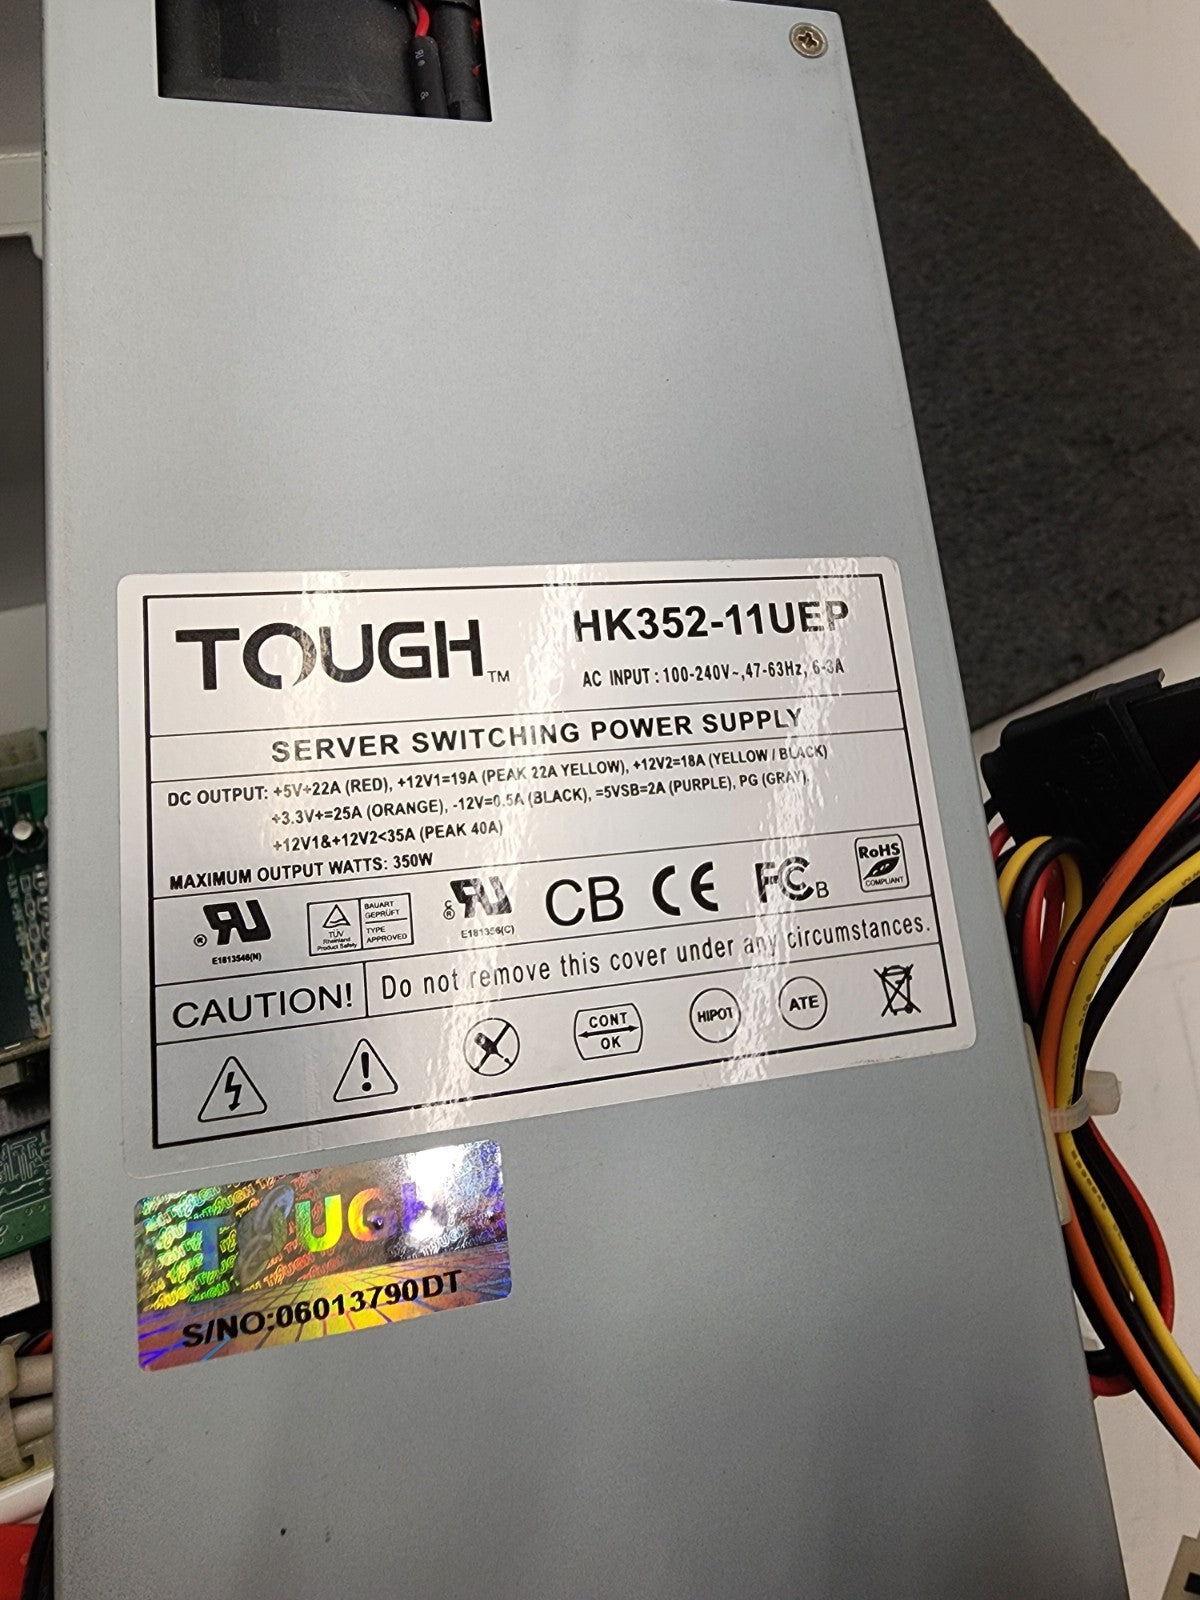 TOUGH™
HK352-11UEP
AC INPUT : 100-240V~,47-63Hz, 6-3A
SERVER SWITCHING POWER SUPPLY
DC OUTPUT: +5V÷22A (RED), +12V1=19A (PEAK 22A YELLOW), +12V2=18A (YELLOW / BLACK)
+3.3V+=25A (ORANGE), -12V=0.5A (BLACK), =5VSB=2A (PURPLE), PG (GRAY),
+12V1&+12V2<35A (PEAK 40A)
MAXIMUM OUTPUT WATTS: 350W
®
TÜV
Rheinland
Product Safety
BAUART
GEPRÜFT
TYPE
APPROVED
c
®
E181356(C)
CB
CE
FC B
RoHS
COMPLIANT
CAUTION!
Do not remove this cover under any circumstances.
CONT
OK
HIPOT
ATE
TOUGH
S/NO:06013790DT